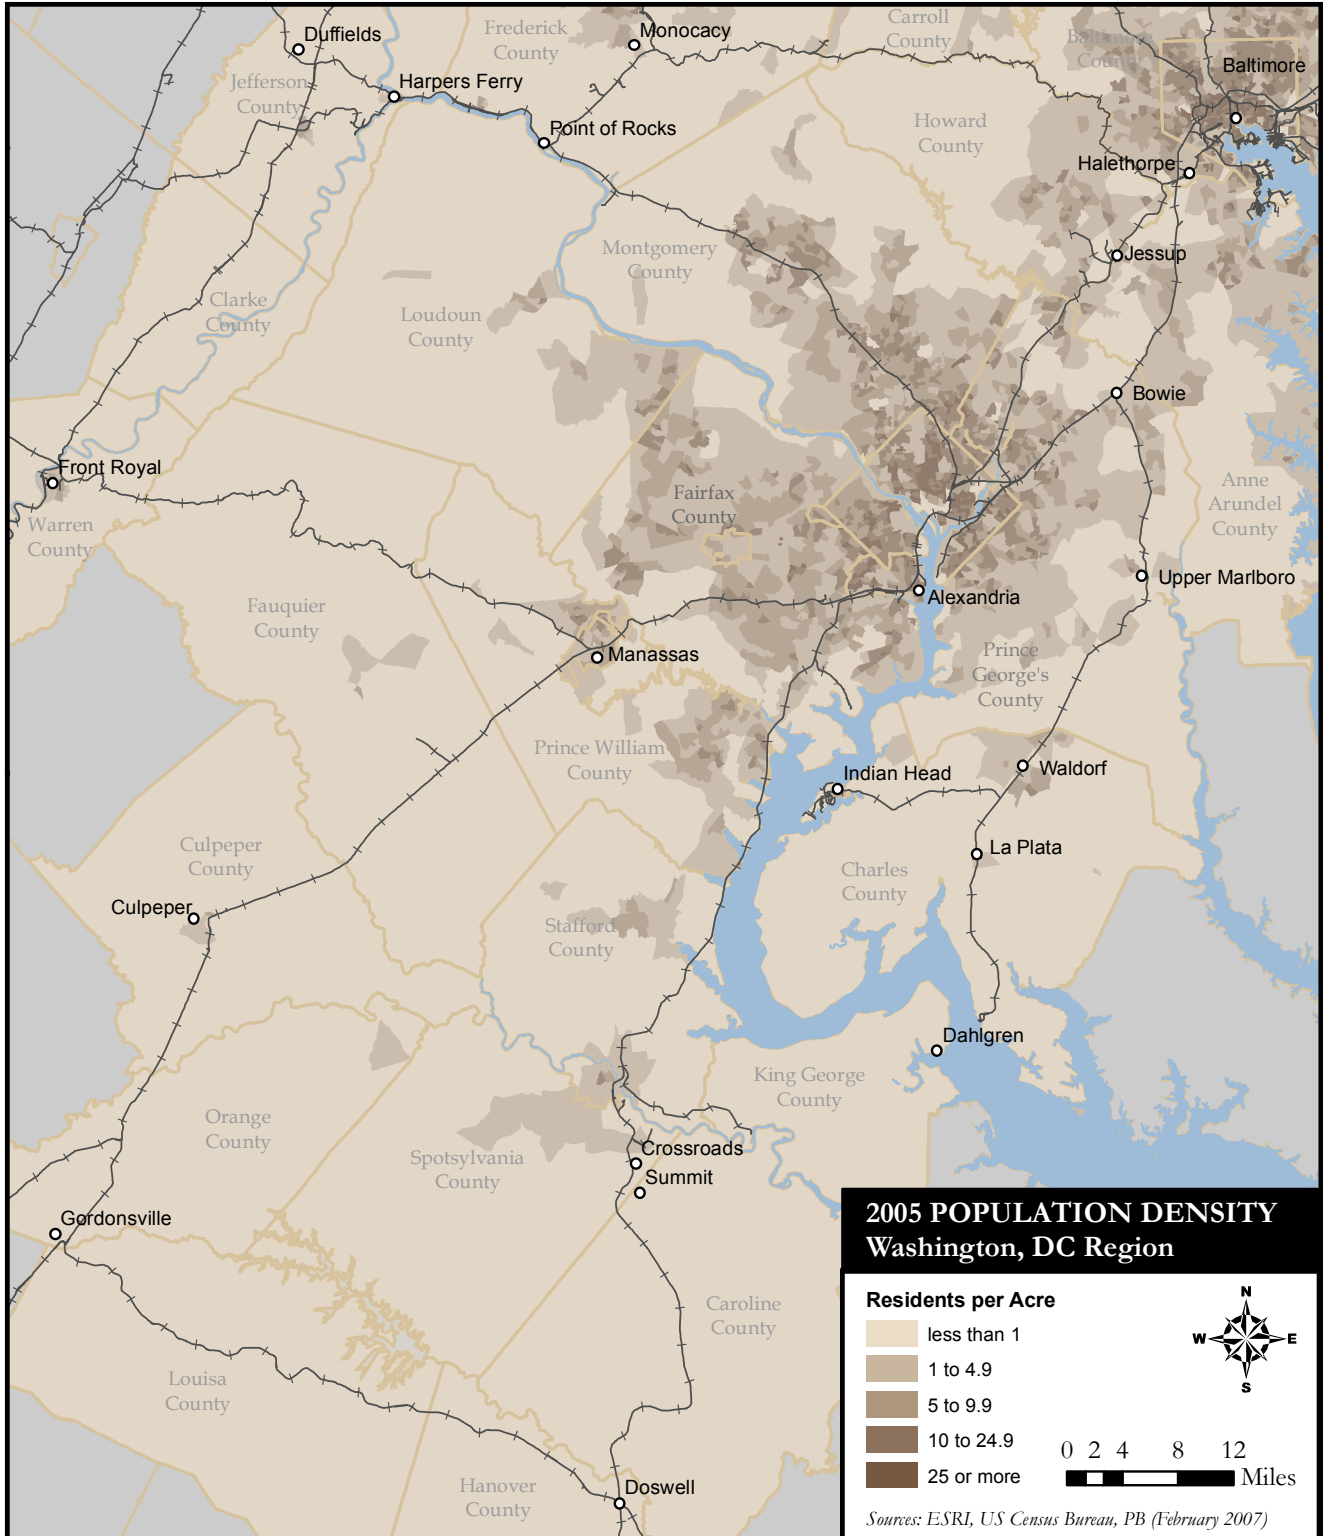 Duffields
Frederick
County
Monocacy
Carroll
County
Baltimore
County
Baltimore
Jefferson
County
Harpers Ferry
Point of Rocks
Howard
County
Halethorpe
Montgomery
County
Jessup
Clarke
County
Loudoun
County
Bowie
Front Royal
Fairfax
County
Anne
Arundel
County
Warren
County
Upper Marlboro
Alexandria
Fauquier
County
Manassas
Prince
George's
County
Prince William
County
Indian Head
Waldorf
Culpeper
County
La Plata
Charles
County
Culpeper
Stafford
County
Dahlgren
King George
County
Orange
County
Spotsylvania
County
Crossroads
Summit
Gordonsville
Caroline
County
Louisa
County
Hanover
County
Doswell
2005 POPULATION DENSITY
Washington, DC Region
Residents per Acre
less than 1
1 to 4.9
5 to 9.9
10 to 24.9
25 or more
N
W E
S
0 2 4 8 12
Miles
Sources: ESRI, US Census Bureau, PB (February 2007)